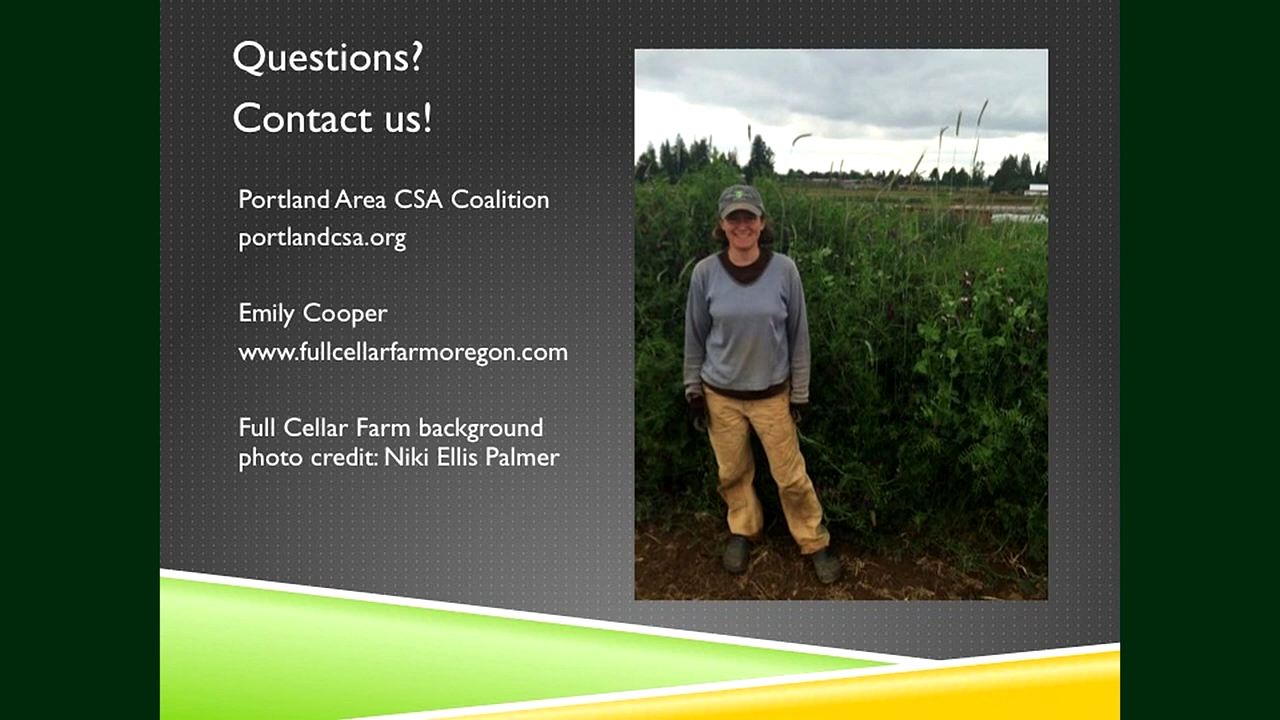 Questions?
Contact us!
Portland Area CSA Coalition
portlandcsa.org
Emily Cooper
www.fullcellarfarmoregon.com
Full Cellar Farm background
photo credit: Niki Ellis Palmer